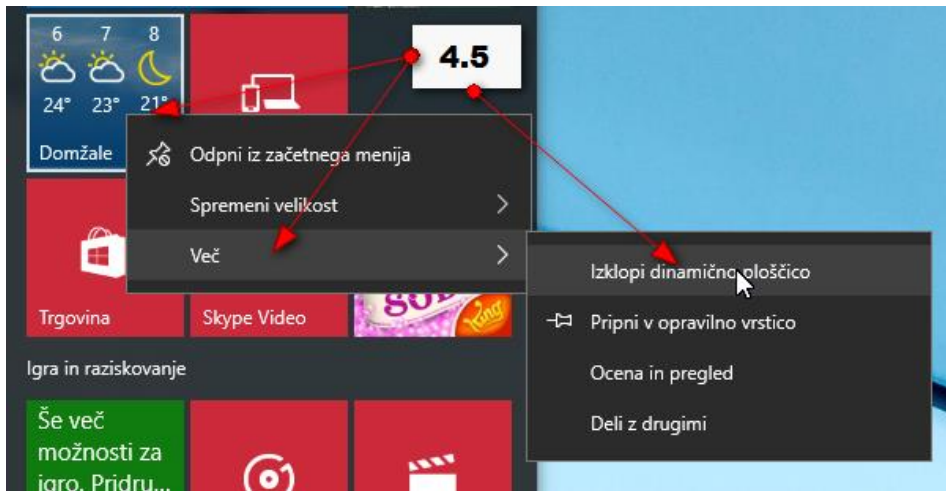 6 7 8
4.5
24° 23° 21°
Domžale
Odpni iz začetnega menija
Spremeni velikost
Več
Izklopi dinamično ploščico
Trgovina
Skype Video
SOD
King
Pripni v opravilno vrstico
Igra in raziskovanje
Ocena in pregled
Še več
možnosti za
igro. Pridru...
Deli z drugimi